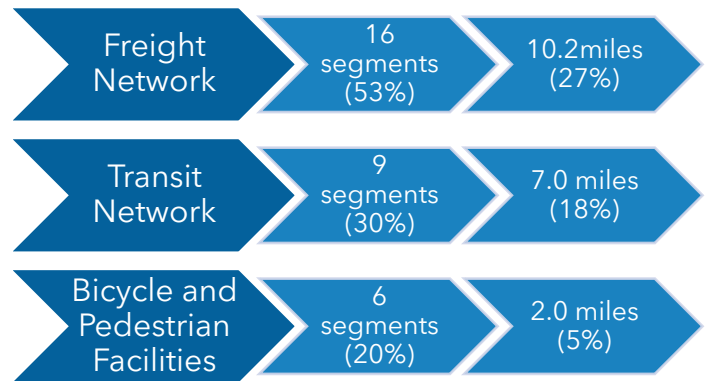 Freight
Network
16
segments
(53%)
10.2miles
(27%)
Transit
Network
9
segments
(30%)
7.0 miles
(18%)
Bicycle and
Pedestrian
Facilities
6
segments
(20%)
2.0 miles
(5%)